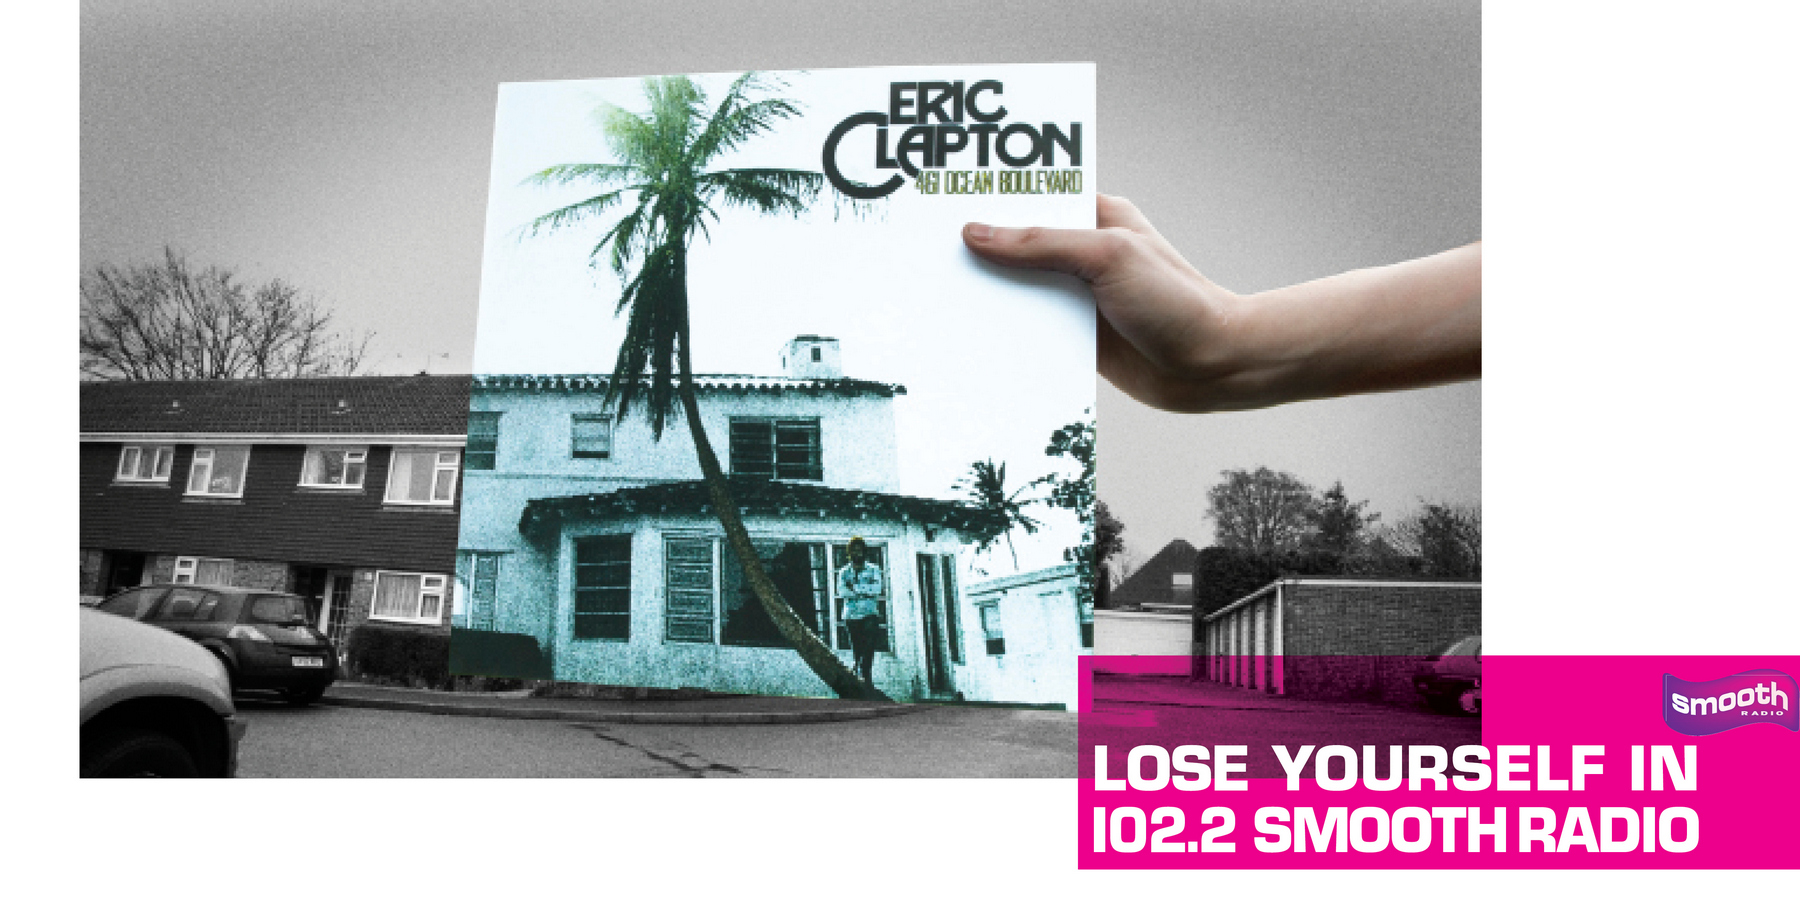 ERIC
CLAPTON
461 OCEAN BOULEVARD
smooth
RADIO
LOSE YOURSELF IN
102.2 SMOOTH RADIO